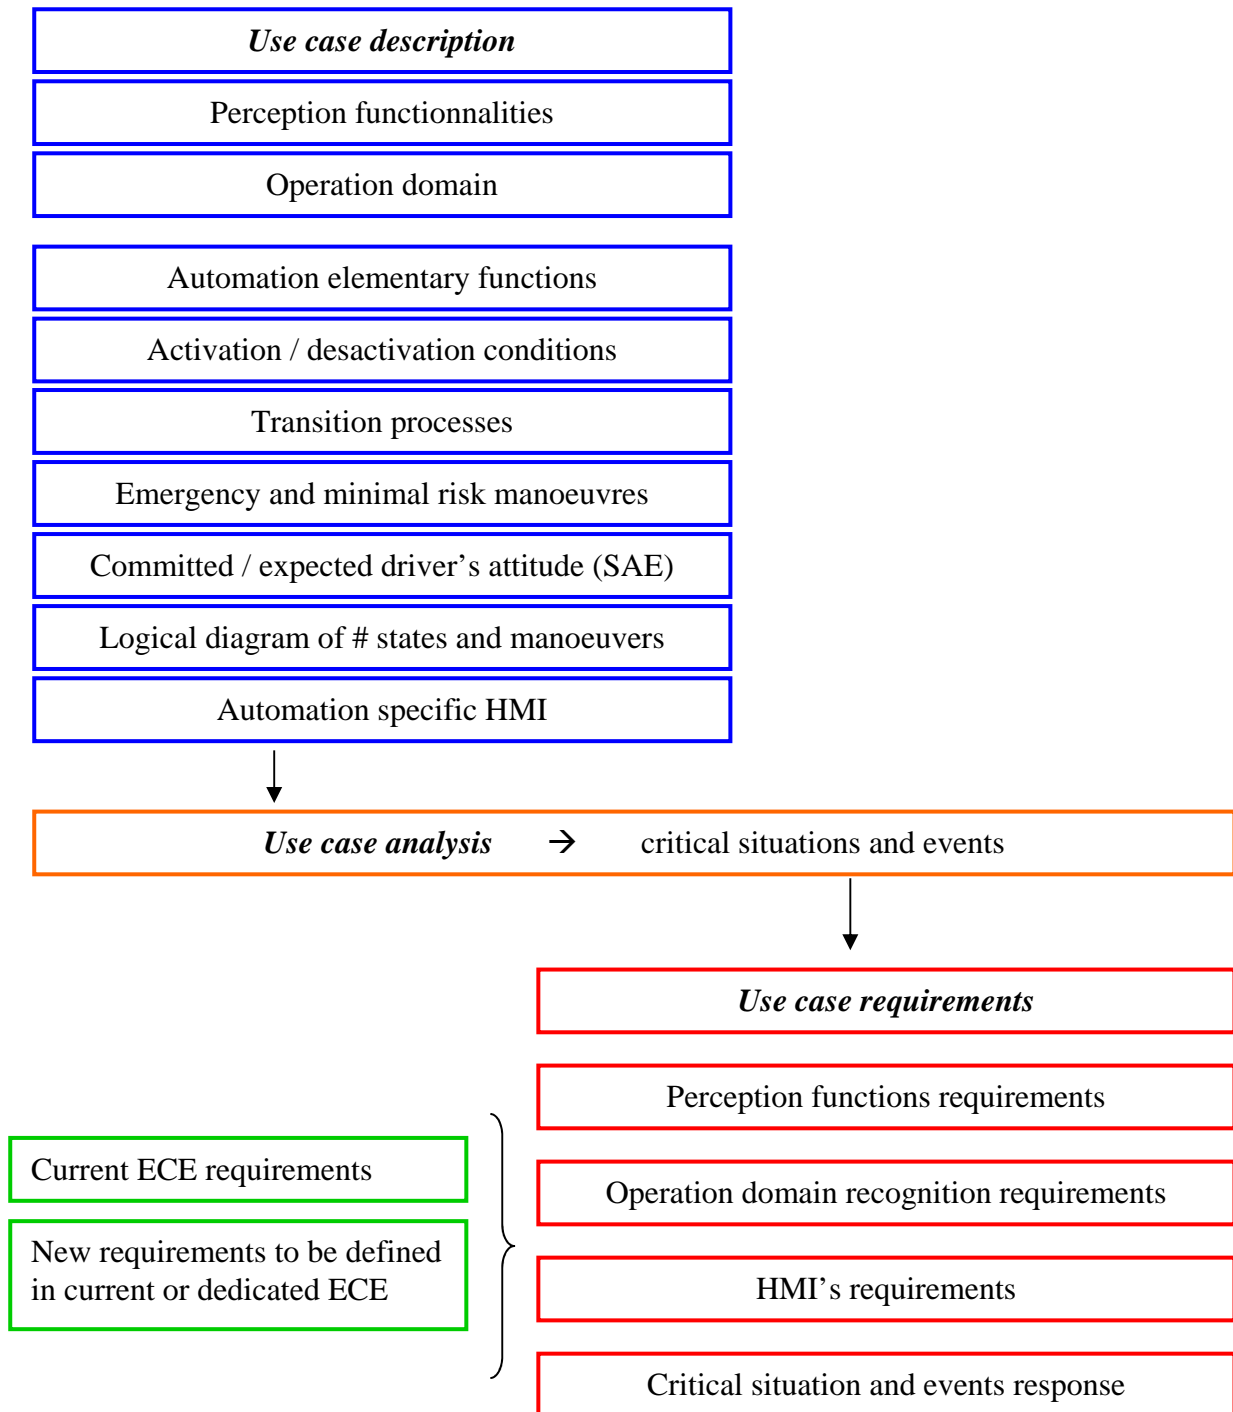 Use case description
Perception functionnalities
Operation domain
Automation elementary functions
Activation / desactivation conditions
Transition processes
Emergency and minimal risk manoeuvres
Committed / expected driver’s attitude (SAE)
Logical diagram of # states and manoeuvers
Automation specific HMI
Use case analysis → critical situations and events
Use case requirements
Perception functions requirements
Current ECE requirements
Operation domain recognition requirements
New requirements to be defined
in current or dedicated ECE
HMI’s requirements
Critical situation and events response